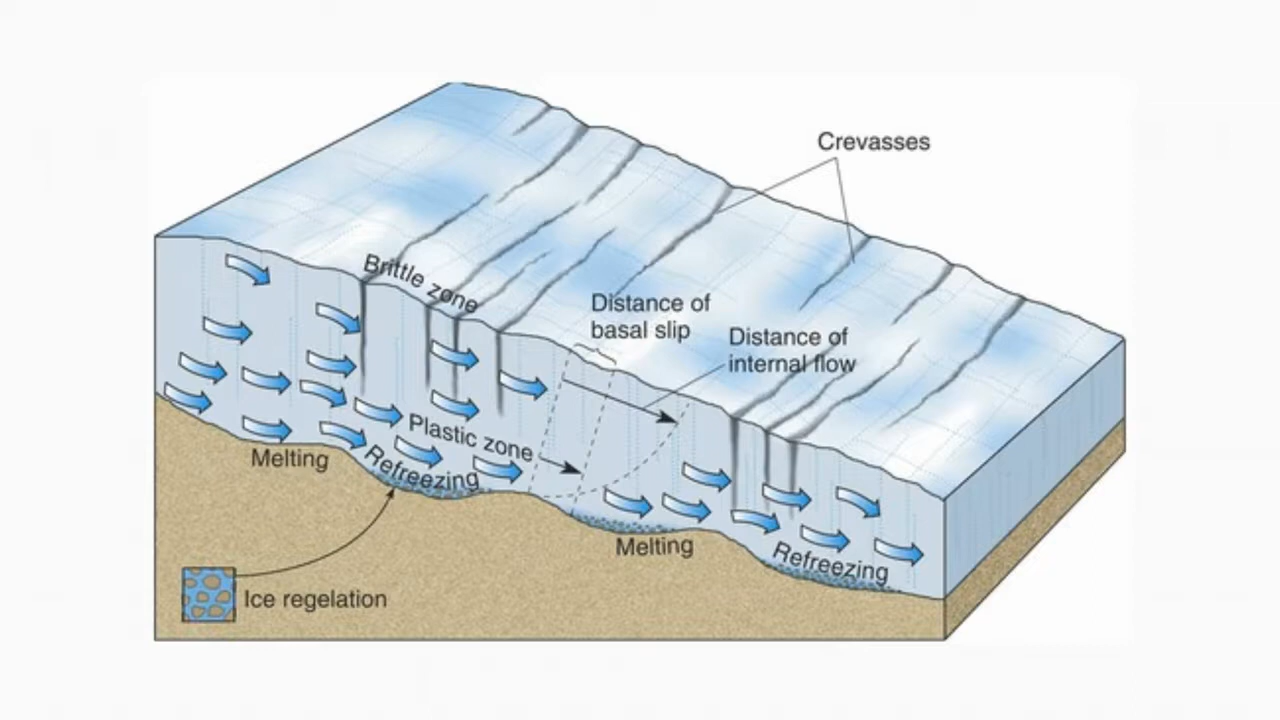 Crevasses
Brittle zone
Distance of
basal slip
Distance of
internal flow
Plastic zone
Melting
Refreezing
Melting
Refreezing
Ice regelation